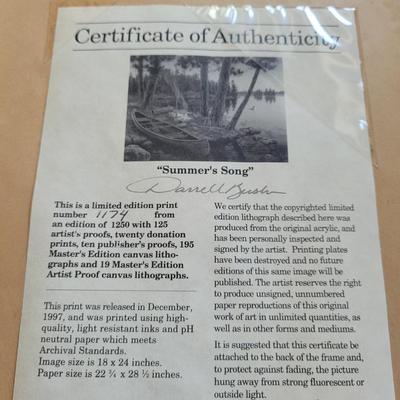 Certificate of Authenticity
"Summer's Song"
Darrell Bush
This is a limited edition print
number 1174 from
an edition of 1250 with 125
artist's proofs, twenty donation
prints, ten publisher's proofs, 195
Master's Edition canvas litho-
graphs and 19 Master's Edition
Artist Proof canvas lithographs.
This print was released in December,
1997, and was printed using high-
quality, light resistant inks and pH
neutral paper which meets
Archival Standards.
Image size is 18 x 24 inches.
Paper size is 22 ¾ x 28 ½ inches.
We certify that the copyrighted limited
edition lithograph described here was
produced from the original acrylic, and
has been personally inspected and
signed by the artist. Printing plates
have been destroyed and no future
editions of this same image will be
published. The artist reserves the right
to produce unsigned, unnumbered
paper reproductions of this original
work of art in unlimited quantities, as
well as in other forms and mediums.
It is suggested that this certificate be
attached to the back of the frame and,
to protect against fading, the picture
hung away from strong fluorescent or
outside light.